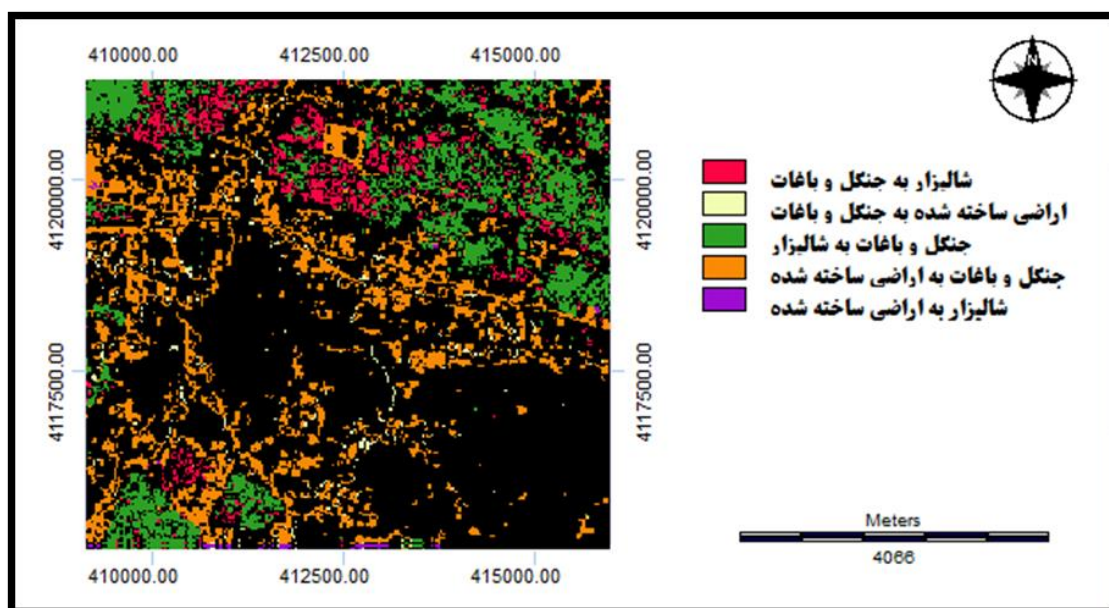 410000.00 412500.00 415000.00
N
4120000.00
4120000.00
4117500.00
4117500.00
شالیزار به جنگل و باغات
اراضی ساخته شده به جنگل و باغات
جنگل و باغات به شالیزار
جنگل و باغات به اراضی ساخته شده
شالیزار به اراضی ساخته شده
Meters
4066
410000.00 412500.00 415000.00